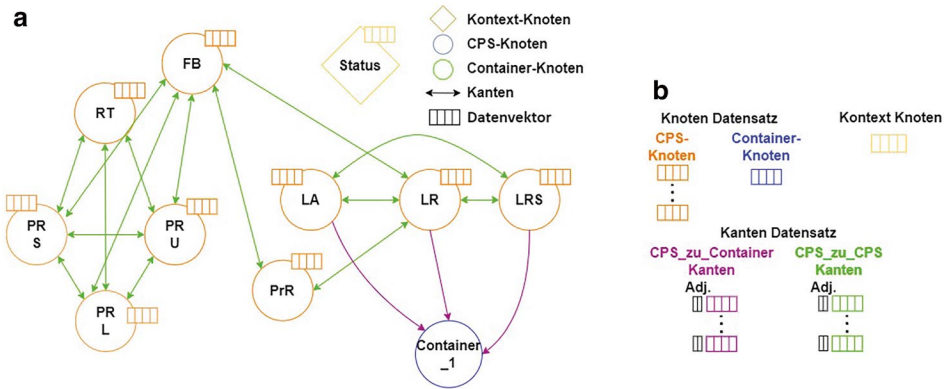 a
FB
Status
Kontext-Knoten
CPS-Knoten
Container-Knoten
Kanten
Datenvektor
RT
PR
S
PR
U
PR
L
PrR
LA
LR
LRS
Container
_1
b
Knoten Datensatz
Kontext Knoten
CPS-
Knoten
Container-
Knoten
Kanten Datensatz
CPS_zu_Container
Kanten
CPS_zu_CPS
Kanten
Adj.
Adj.